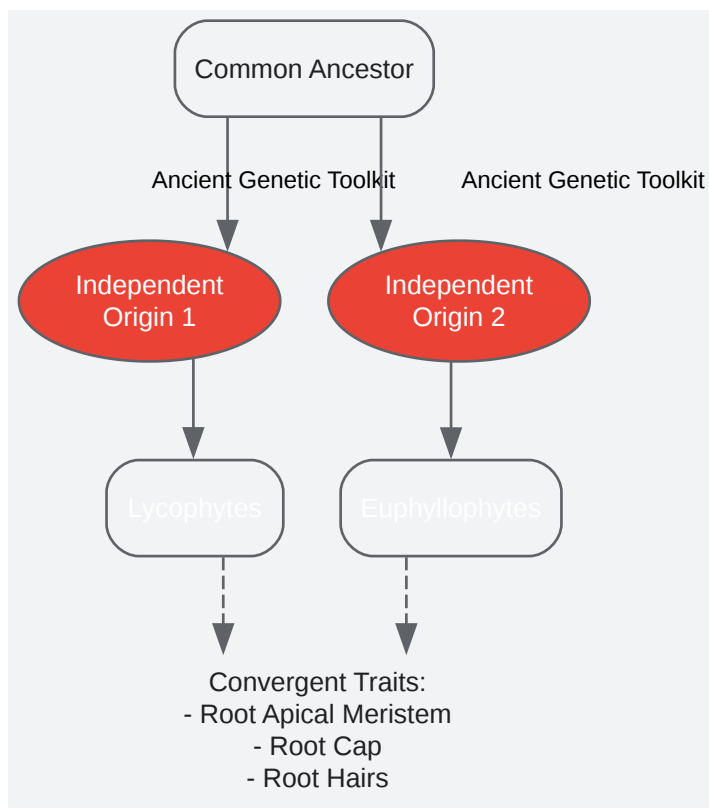 Common Ancestor
Ancient Genetic Toolkit
Ancient Genetic Toolkit
Independent
Origin 1
Independent
Origin 2
Lycophytes
Euphyllophytes
Convergent Traits:
- Root Apical Meristem
- Root Cap
- Root Hairs